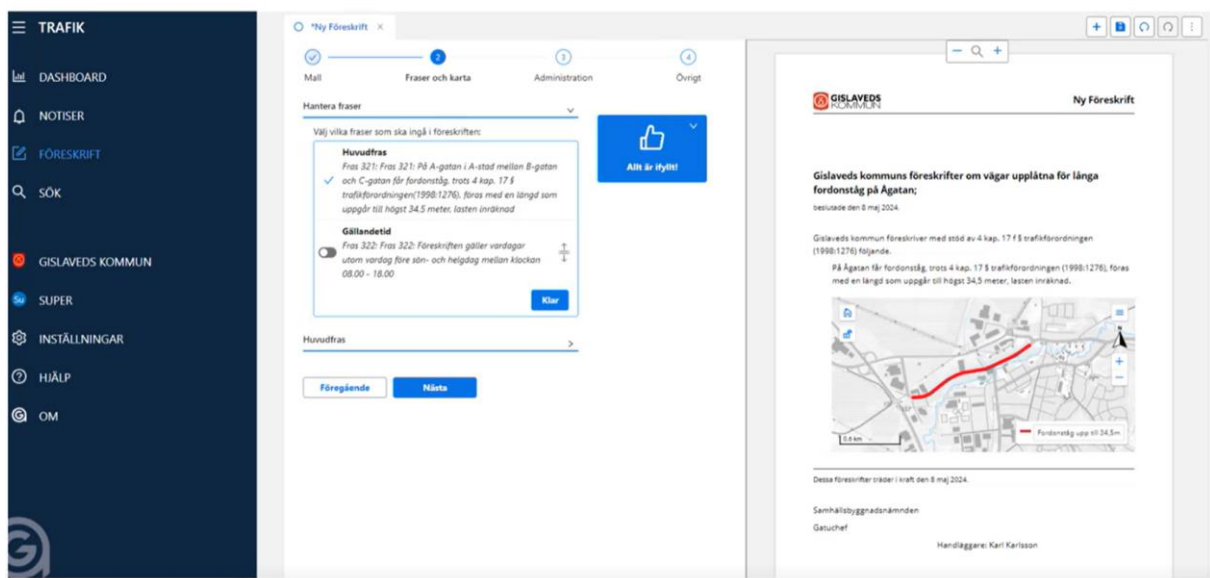 TRAFIK
DASHBOARD
NOTISER
FÖRESKRIFT
SÖK
GISLAVEDS KOMMUN
Su
SUPER
INSTÄLLNINGAR
HJÄLP
OM
*Ny Föreskrift
2
3
4
Mall
Fraser och karta
Administration
Övrigt
Hantera fraser
Välj vilka fraser som ska ingå i föreskriften:
Huvudfras
Fras 321: Fras 321: På A-gatan i A-stad mellan B-gatan
och C-gatan får fordonståg, trots 4 kap. 17 §
trafikförordningen(1998:1276), föras med en längd som
uppgår till högst 34.5 meter, lasten inräknad
Gällandetid
Fras 322: Fras 322: Föreskriften gäller vardagar
utom vardag före sön- och helgdag mellan klockan
08.00 - 18.00
Klar
Huvudfras
Föregående
Nästa
Allt är ifyllt!
GISLAVEDS
KOMMUN
Ny Föreskrift
Gislaveds kommuns föreskrifter om vägar upplåtna för långa
fordonståg på Ågatan;
beslutade den 8 maj 2024.
Gislaveds kommun föreskriver med stöd av 4 kap. 17 f § trafikförordningen
(1998:1276) följande.
På Ågatan får fordonståg, trots 4 kap. 17 § trafikförordningen (1998:1276), föras
med en längd som uppgår till högst 34,5 meter, lasten inräknad.
0.6 km
Fordonståg upp till 34,5m
Dessa föreskrifter träder i kraft den 8 maj 2024.
Samhällsbyggnadsnämnden
Gatuchef
Handläggare: Karl Karlsson